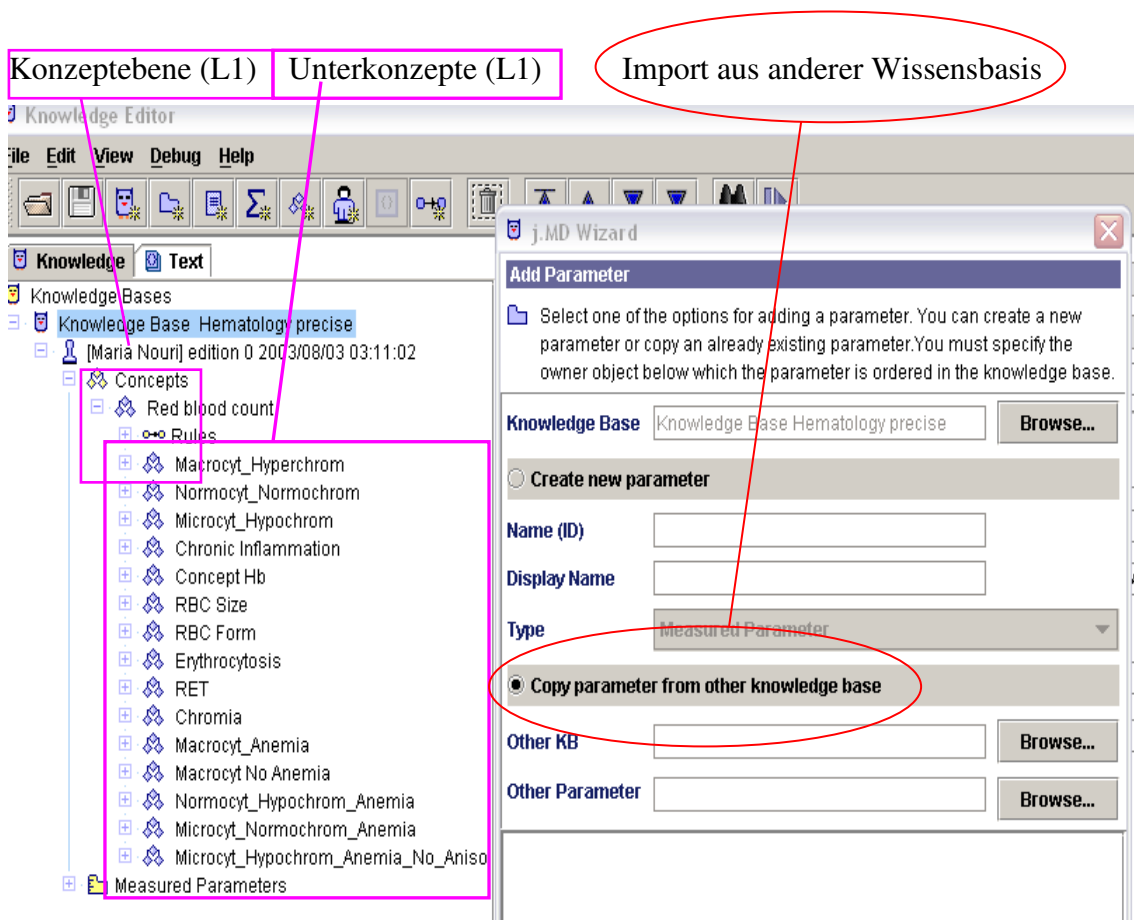 Konzeptebene (L1) Unterkonzepte (L1) Import aus anderer Wissensbasis
Knowledge Editor
File Edit View Debug Help
Knowledge Text
Knowledge Bases
Knowledge Base Hematology precise
[Maria Nouri] edition 0 2003/08/03 03:11:02
Concepts
Red blood count
Rules
Macrocyt_Hyperchrom
Normocyt_Normochrom
Microcyt_Hypochrom
Chronic Inflammation
Concept Hb
RBC Size
RBC Form
Erythrocytosis
RET
Chromia
Macrocyt_Anemia
Macrocyt No Anemia
Normocyt_Hypochrom_Anemia
Microcyt_Normochrom_Anemia
Microcyt_Hypochrom_Anemia_No_Aniso
Measured Parameters
j.MD Wizard
Add Parameter
Select one of the options for adding a parameter. You can create a new
parameter or copy an already existing parameter.You must specify the
owner object below which the parameter is ordered in the knowledge base.
Knowledge Base Knowledge Base Hematology precise Browse...
Create new parameter
Name (ID)
Display Name
Type Measured Parameter
Copy parameter from other knowledge base
Other KB Browse...
Other Parameter Browse...